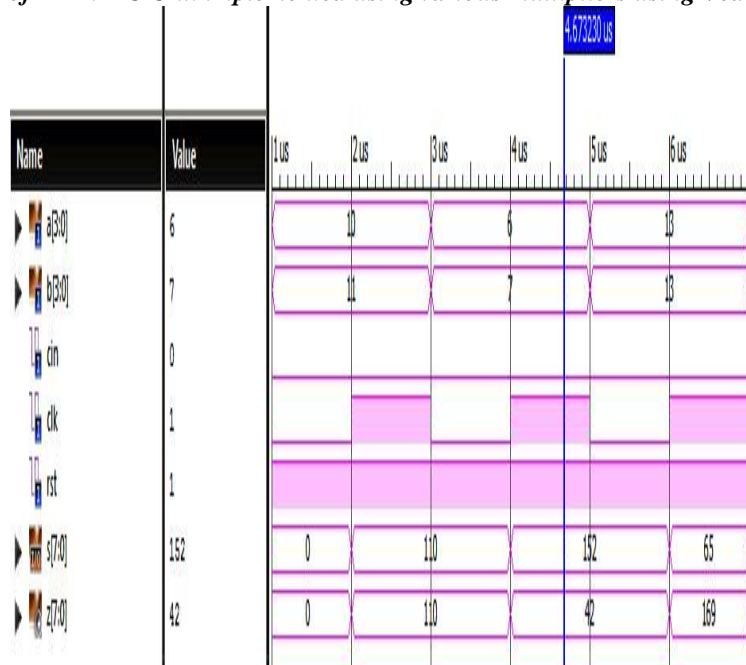 4.673230 us
Name Value 1 us 2 us 3 us 4 us 5 us 6 us
a[3:0] 6 10 6 13
b[3:0] 7 11 7 13
cin 0
clk 1
rst 1
s[7:0] 152 0 110 152 65
z[7:0] 42 0 110 42 169